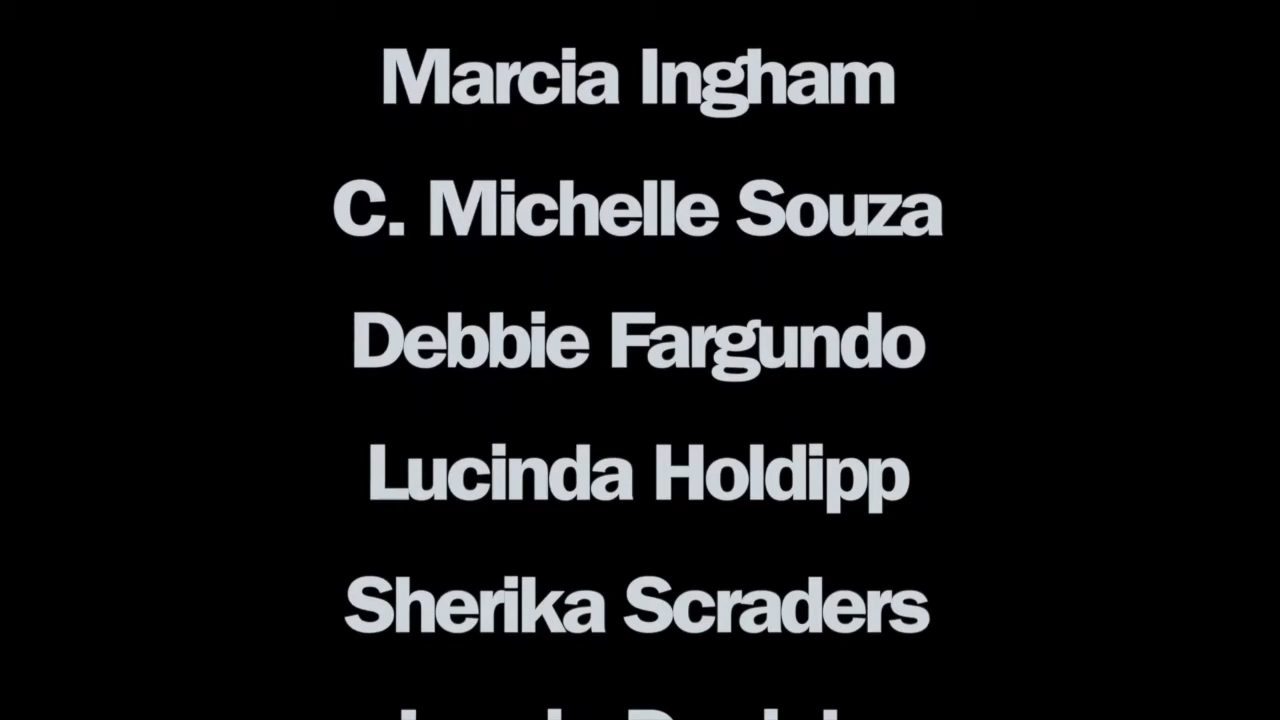 Marcia Ingham
C. Michelle Souza
Debbie Fargundo
Lucinda Holdipp
Sherika Scraders